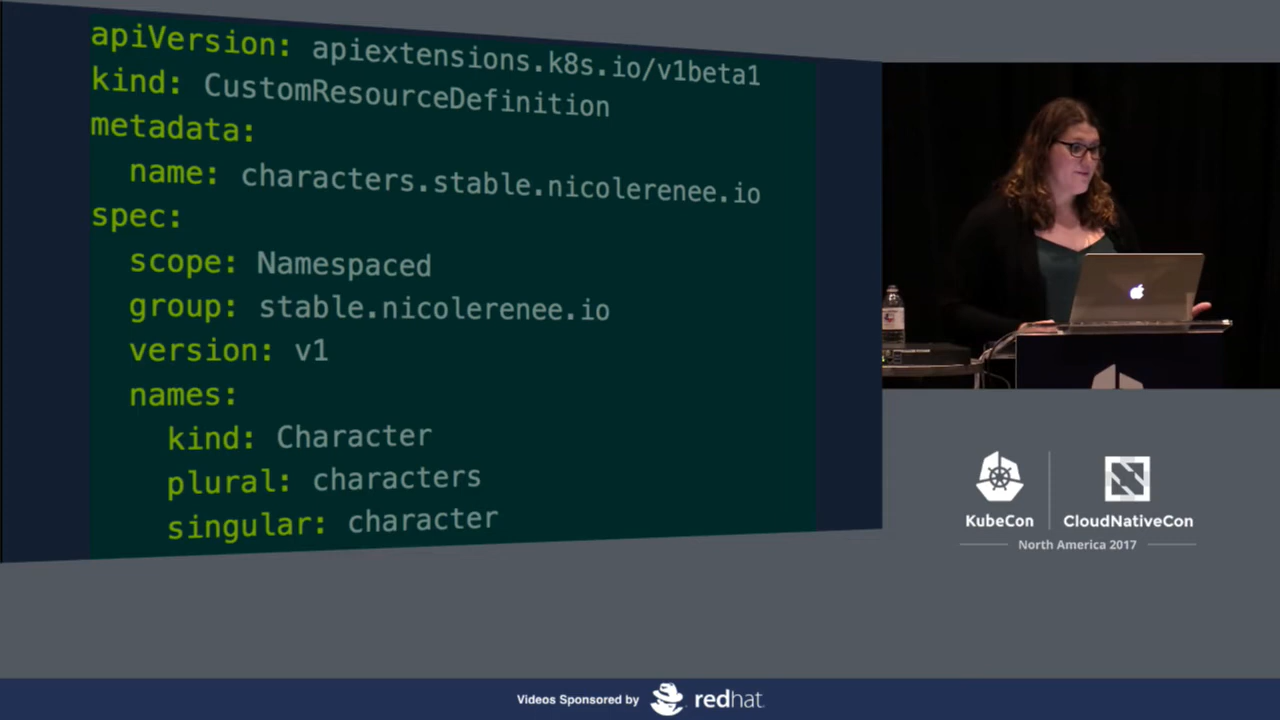 apiVersion: apiextensions.k8s.io/v1beta1
kind: CustomResourceDefinition
metadata:
name: characters.stable.nicolerenee.io
spec:
scope: Namespaced
group: stable.nicolerenee.io
version: v1
names:
kind: Character
plural: characters
singular: character
KubeCon
CloudNativeCon
North America 2017
Videos Sponsored by
redhat.